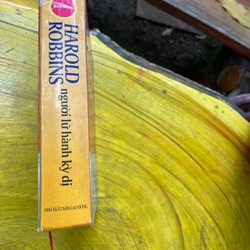 HAROLD
ROBBINS
người lữ hành kỳ dị
NHÀ XUẤT BẢN LAO ĐỘNG